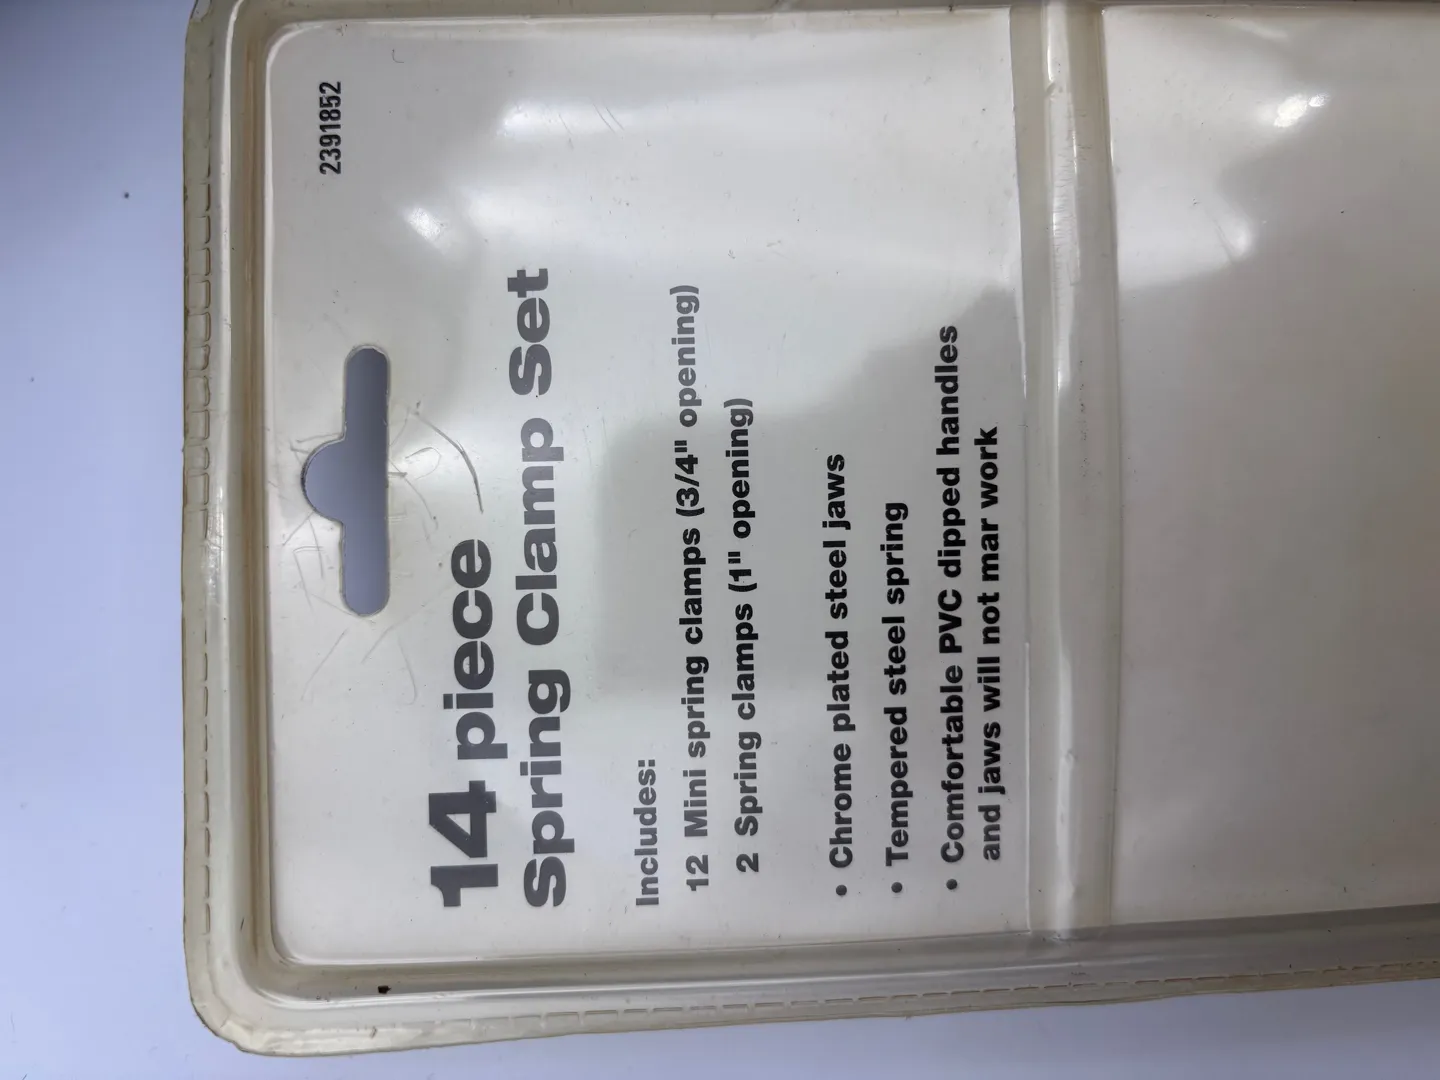 2391852
14 piece
Spring Clamp Set
Includes:
12 Mini spring clamps (3/4" opening)
2 Spring clamps (1" opening)
• Chrome plated steel jaws
• Tempered steel spring
• Comfortable PVC dipped handles
and jaws will not mar work